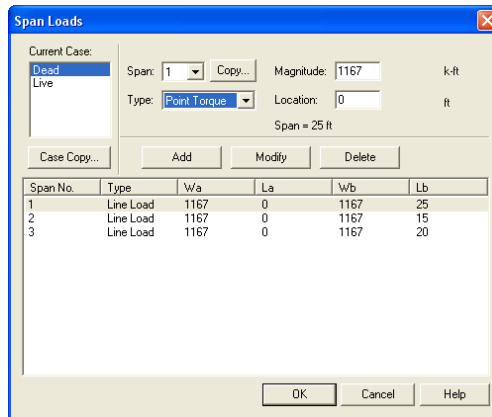 Span Loads
Current Case:
Dead
Live
Span: 1 Copy... Magnitude: 1167 k-ft
Type: Point Torque Location: 0 ft
Span = 25 ft
Case Copy... Add Modify Delete
Span No. Type Wa La Wb Lb
1 Line Load 1167 0 1167 25
2 Line Load 1167 0 1167 15
3 Line Load 1167 0 1167 20
OK Cancel Help